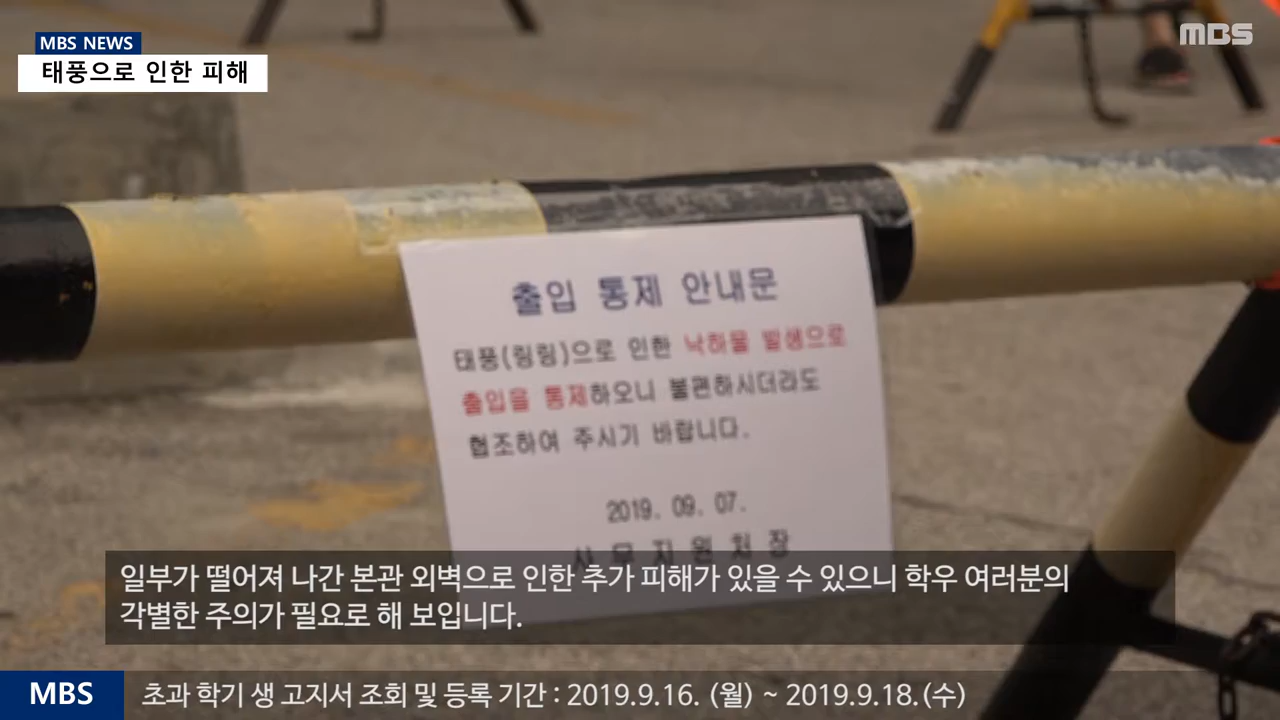 MBS NEWS
태풍으로 인한 피해
MBS
출입 통제 안내문
태풍(링링)으로 인한 낙하물 발생으로
출입을 통제하오니 불편하시더라도
협조하여 주시기 바랍니다.
2019. 09. 07.
사무지원처장
일부가 떨어져 나간 본관 외벽으로 인한 추가 피해가 있을 수 있으니 학우 여러분의
각별한 주의가 필요로 해 보입니다.
MBS 초과 학기 생 고지서 조회 및 등록 기간 : 2019.9.16. (월) ~ 2019.9.18.(수)